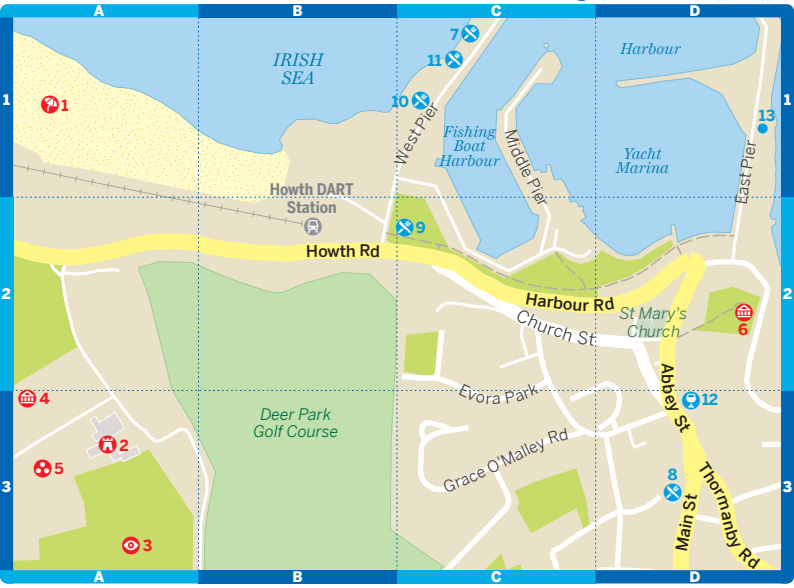 A
B
C
D
1
2
3
1
2
3
IRISH
SEA
7
11
10
1
Harbour
13
West Pier
Fishing
Boat
Harbour
Middle Pier
Yacht
Marina
East Pier
Howth DART
Station
9
Howth Rd
Harbour Rd
Church St
St Mary's
Church
6
Abbey St
12
Evora Park
4
2
5
3
Deer Park
Golf Course
Grace O'Malley Rd
8
Main St
Thormanby Rd
A
B
C
D